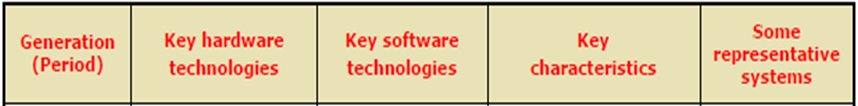 Generation
(Period)
Key hardware
technologies
Key software
technologies
Key
characteristics
Some
representative
systems